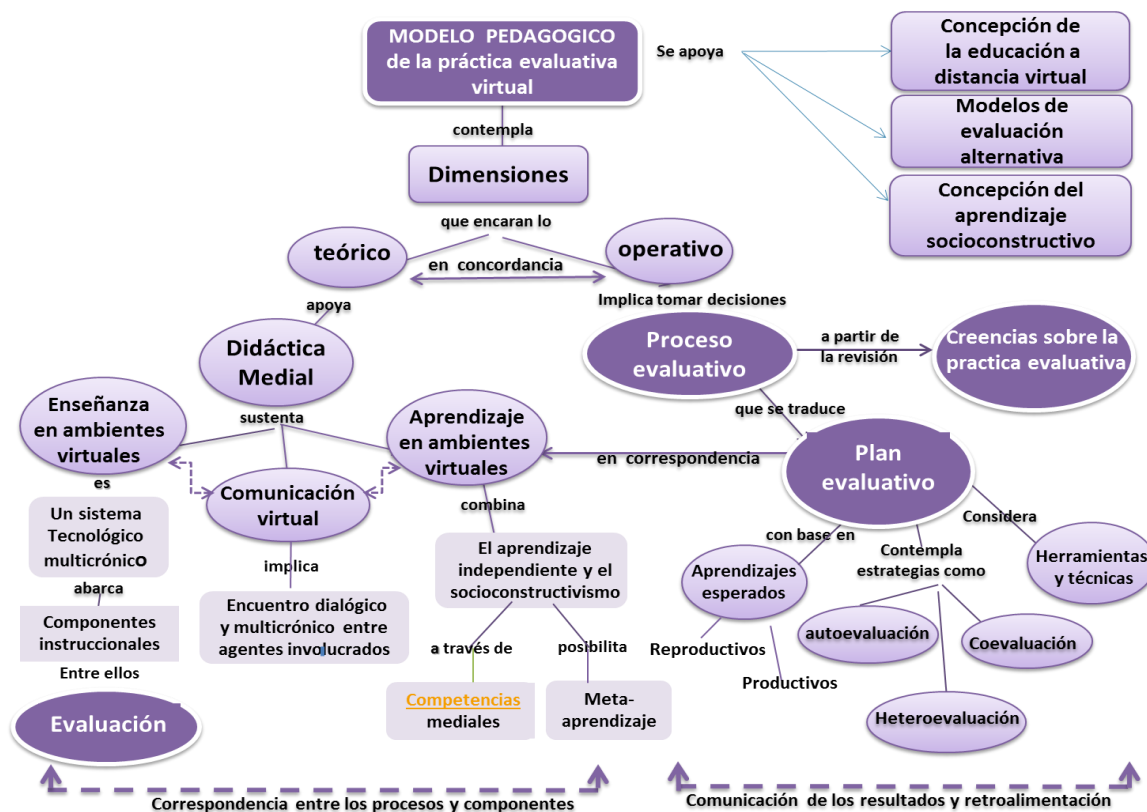 MODELO PEDAGOGICO
de la práctica evaluativa
virtual
Se apoya
Concepción de
la educación a
distancia virtual
Modelos de
evaluación
alternativa
Concepción del
aprendizaje
socioconstructivo
contempla
Dimensiones
que encaran lo
teórico
en concordancia
operativo
apoya
Implica tomar decisiones
Didáctica
Medial
Proceso
evaluativo
a partir de
la revisión
Creencias sobre la
practica evaluativa
sustenta
que se traduce
Enseñanza
en ambientes
virtuales
Comunicación
virtual
Aprendizaje
en ambientes
virtuales
en correspondencia
Plan
evaluativo
es
Un sistema
Tecnológico
multicrónico
abarca
Componentes
instruccionales
Entre ellos
Evaluación
implica
Encuentro dialógico
y multicrónico entre
agentes involucrados
combina
El aprendizaje
independiente y el
socioconstructivismo
a través de
Competencias
mediales
posibilita
Meta-
aprendizaje
con base en
Aprendizajes
esperados
Reproductivos
Productivos
Contempla
estrategias como
autoevaluación
Coevaluación
Heteroevaluación
Considera
Herramientas
y técnicas
Correspondencia entre los procesos y componentes
Comunicación de los resultados y retroalimentación